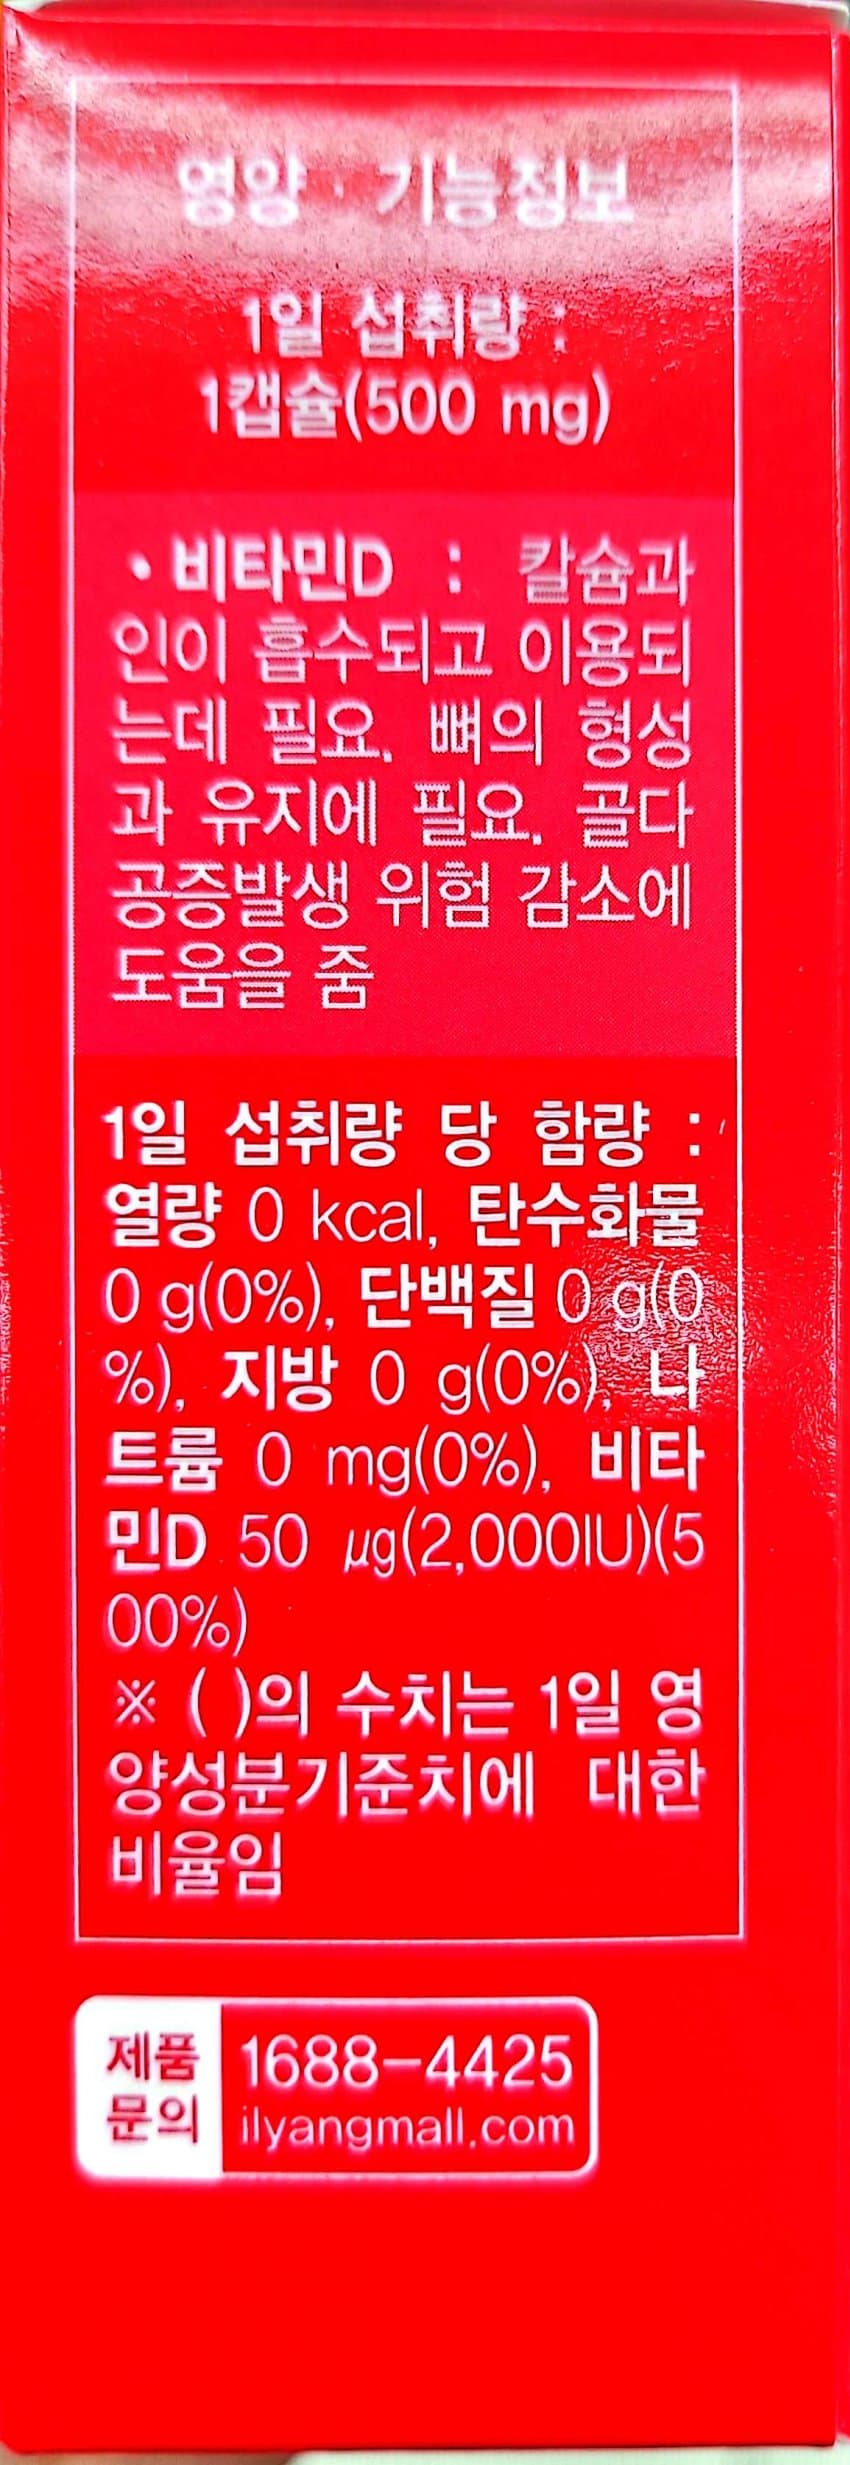 영양 · 기능정보
1일 섭취량 :
1캡슐(500 mg)
• 비타민D : 칼슘과
인이 흡수되고 이용되
는데 필요. 뼈의 형성
과 유지에 필요. 골다
공증발생 위험 감소에
도움을 줌
1일 섭취량 당 함량 :
열량 0 kcal, 탄수화물
0 g(0%), 단백질 0 g(0
%), 지방 0 g(0%), 나
트륨 0 mg(0%), 비타
민D 50 μg(2,000IU)(5
00%)
※ ( )의 수치는 1일 영
양성분기준치에 대한
비율임
제품 1688-4425
문의 ilyangmall.com